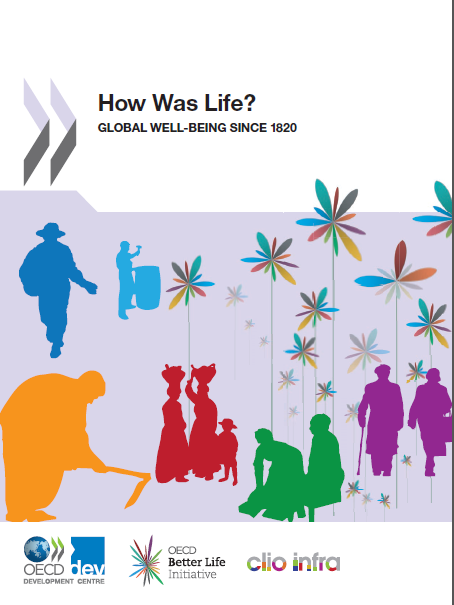 How Was Life?
GLOBAL WELL-BEING SINCE 1820
OECD dev
DEVELOPMENT CENTRE
OECD
Better Life
Initiative
clio infra